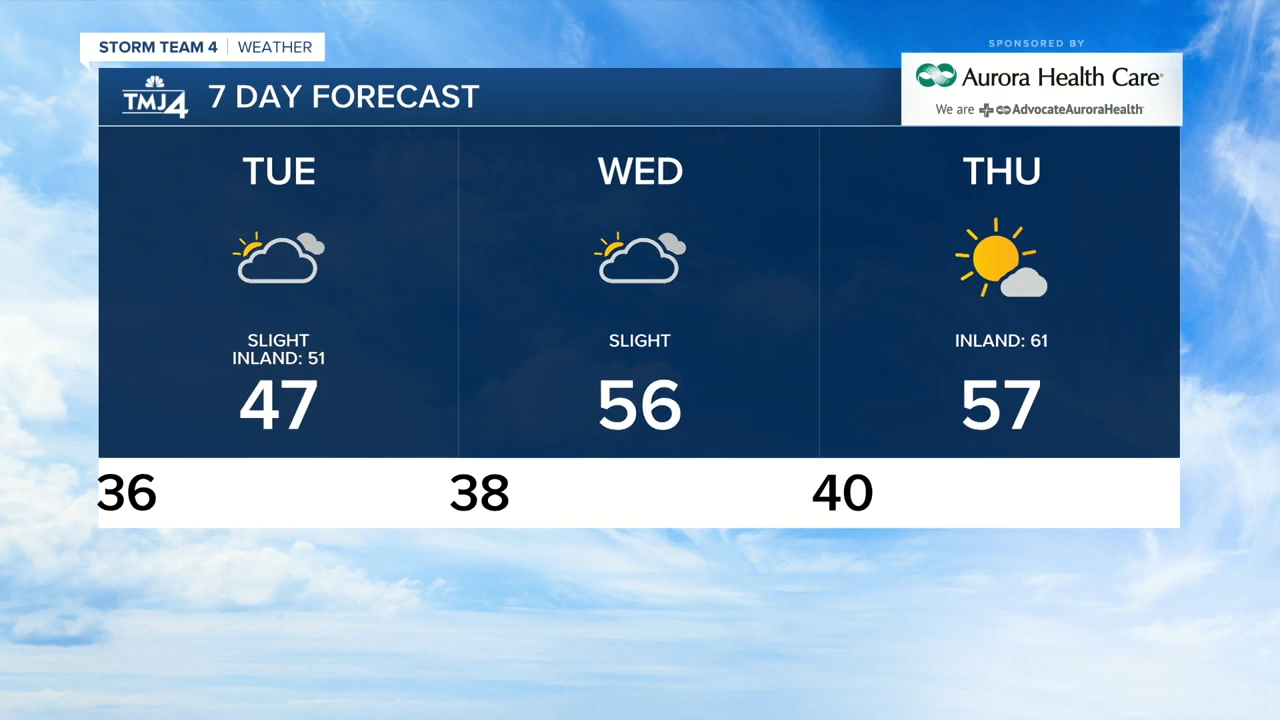 STORM TEAM 4 | WEATHER
SPONSORED BY
Aurora Health Care®
We are AdvocateAuroraHealth
TMJ4 7 DAY FORECAST
TUE WED THU
SLIGHT SLIGHT INLAND: 61
INLAND: 51
47 56 57
36 38 40